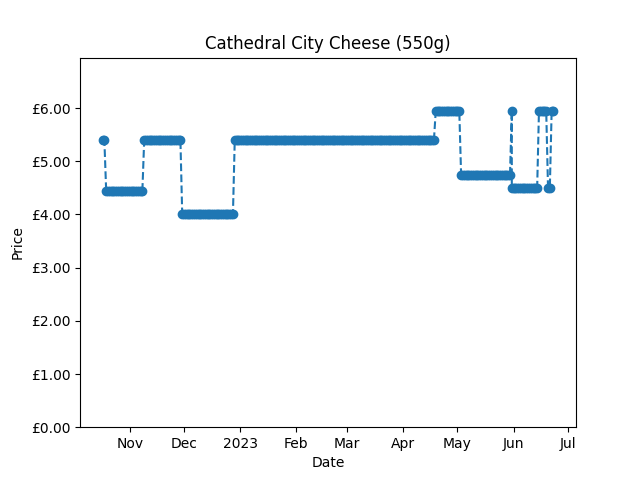 Cathedral City Cheese (550g)
£6.00
£5.00
£4.00
£3.00
£2.00
£1.00
£0.00
Price
Nov Dec 2023 Feb Mar Apr May Jun Jul
Date